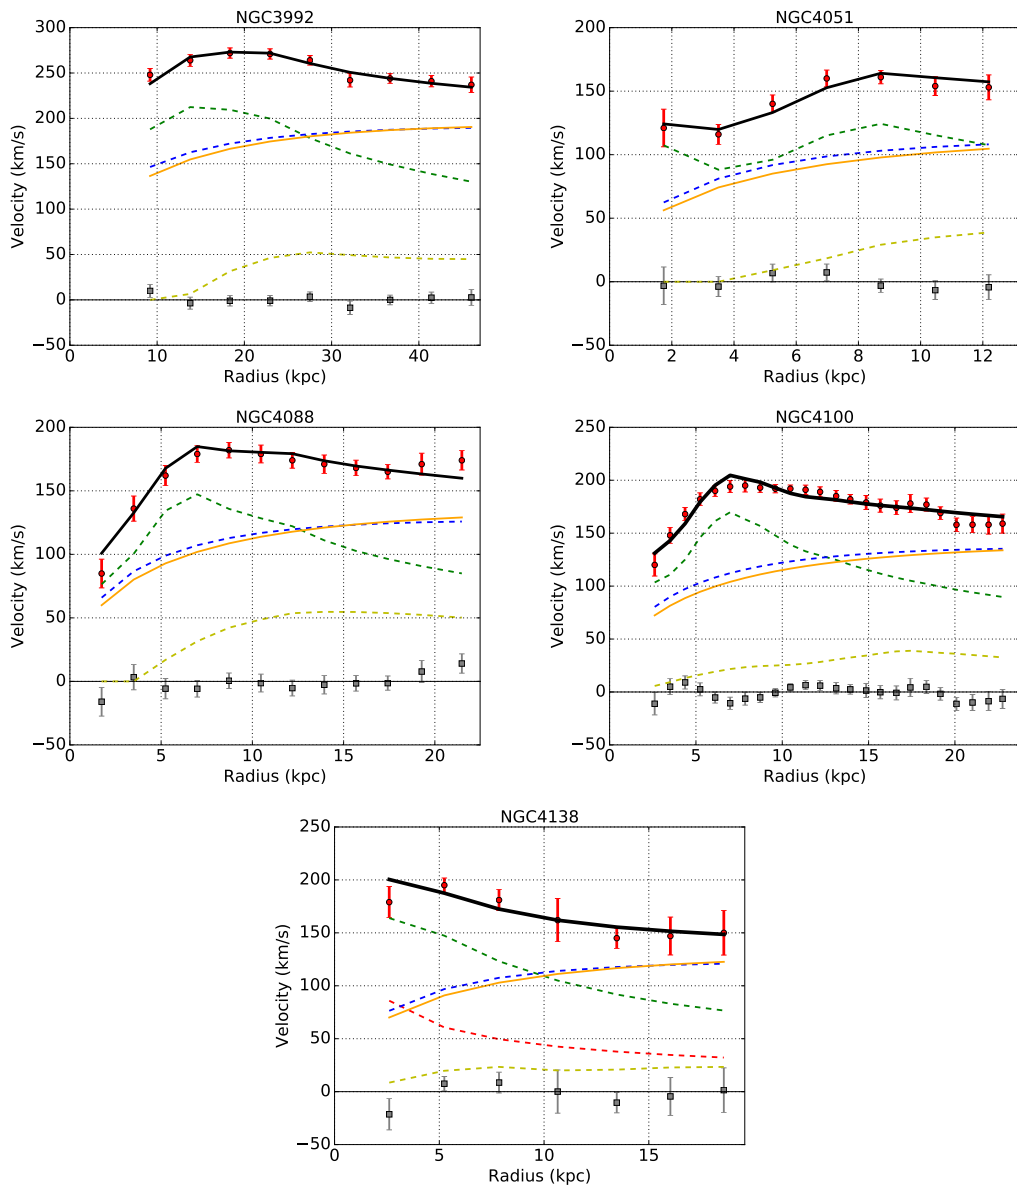 NGC3992
300
250
200
150
100
50
0
−50
Velocity (km/s)
0 10 20 30 40
Radius (kpc)
NGC4051
200
150
100
50
0
−50
Velocity (km/s)
0 2 4 6 8 10 12
Radius (kpc)
NGC4088
200
150
100
50
0
−50
Velocity (km/s)
0 5 10 15 20
Radius (kpc)
NGC4100
250
200
150
100
50
0
−50
Velocity (km/s)
0 5 10 15 20
Radius (kpc)
NGC4138
250
200
150
100
50
0
−50
Velocity (km/s)
0 5 10 15
Radius (kpc)